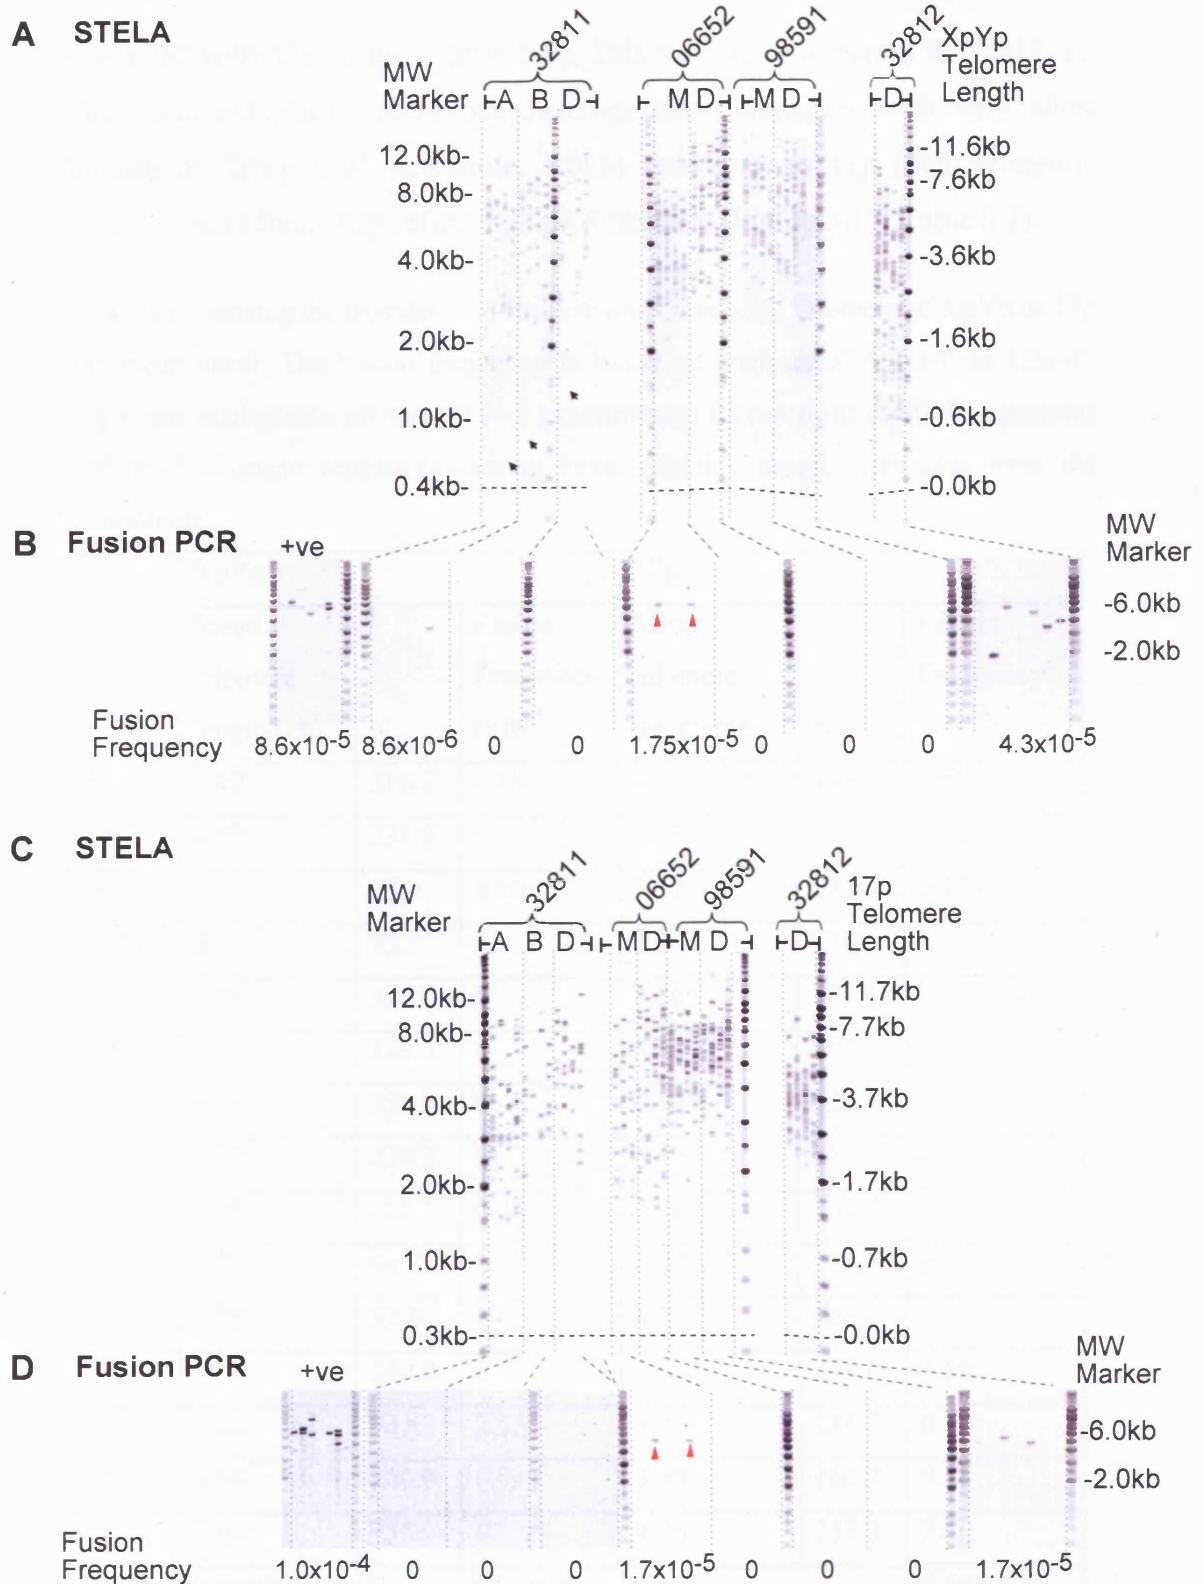 A STELA
32811 06652 98591 32812
MW Marker
A B D M D M D D
XpYp Telomere Length
12.0kb-
8.0kb-
4.0kb-
2.0kb-
1.0kb-
0.4kb-
-11.6kb
-7.6kb
-3.6kb
-1.6kb
-0.6kb
-0.0kb
B Fusion PCR +ve
MW Marker
-6.0kb
-2.0kb
Fusion Frequency
8.6x10-5 8.6x10-6 0 0 1.75x10-5 0 0 0 4.3x10-5
C STELA
32811 06652 98591 32812
MW Marker
A B D M D M D D
17p Telomere Length
12.0kb-
8.0kb-
4.0kb-
2.0kb-
1.0kb-
0.3kb-
-11.7kb
-7.7kb
-3.7kb
-1.7kb
-0.7kb
-0.0kb
D Fusion PCR +ve
MW Marker
-6.0kb
-2.0kb
Fusion Frequency
1.0x10-4 0 0 0 1.7x10-5 0 0 0 1.7x10-5